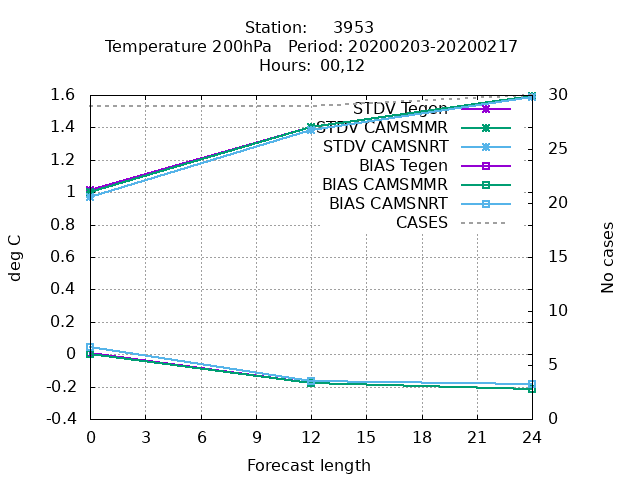 Station: 3953
Temperature 200hPa Period: 20200203-20200217
Hours: 00,12
1.6
1.4
1.2
1
0.8
0.6
0.4
0.2
0
-0.2
-0.4
deg C
STDV Tegen
STDV CAMSMMR
STDV CAMSNRT
BIAS Tegen
BIAS CAMSMMR
BIAS CAMSNRT
CASES
30
25
20
15
10
5
0
No cases
0 3 6 9 12 15 18 21 24
Forecast length